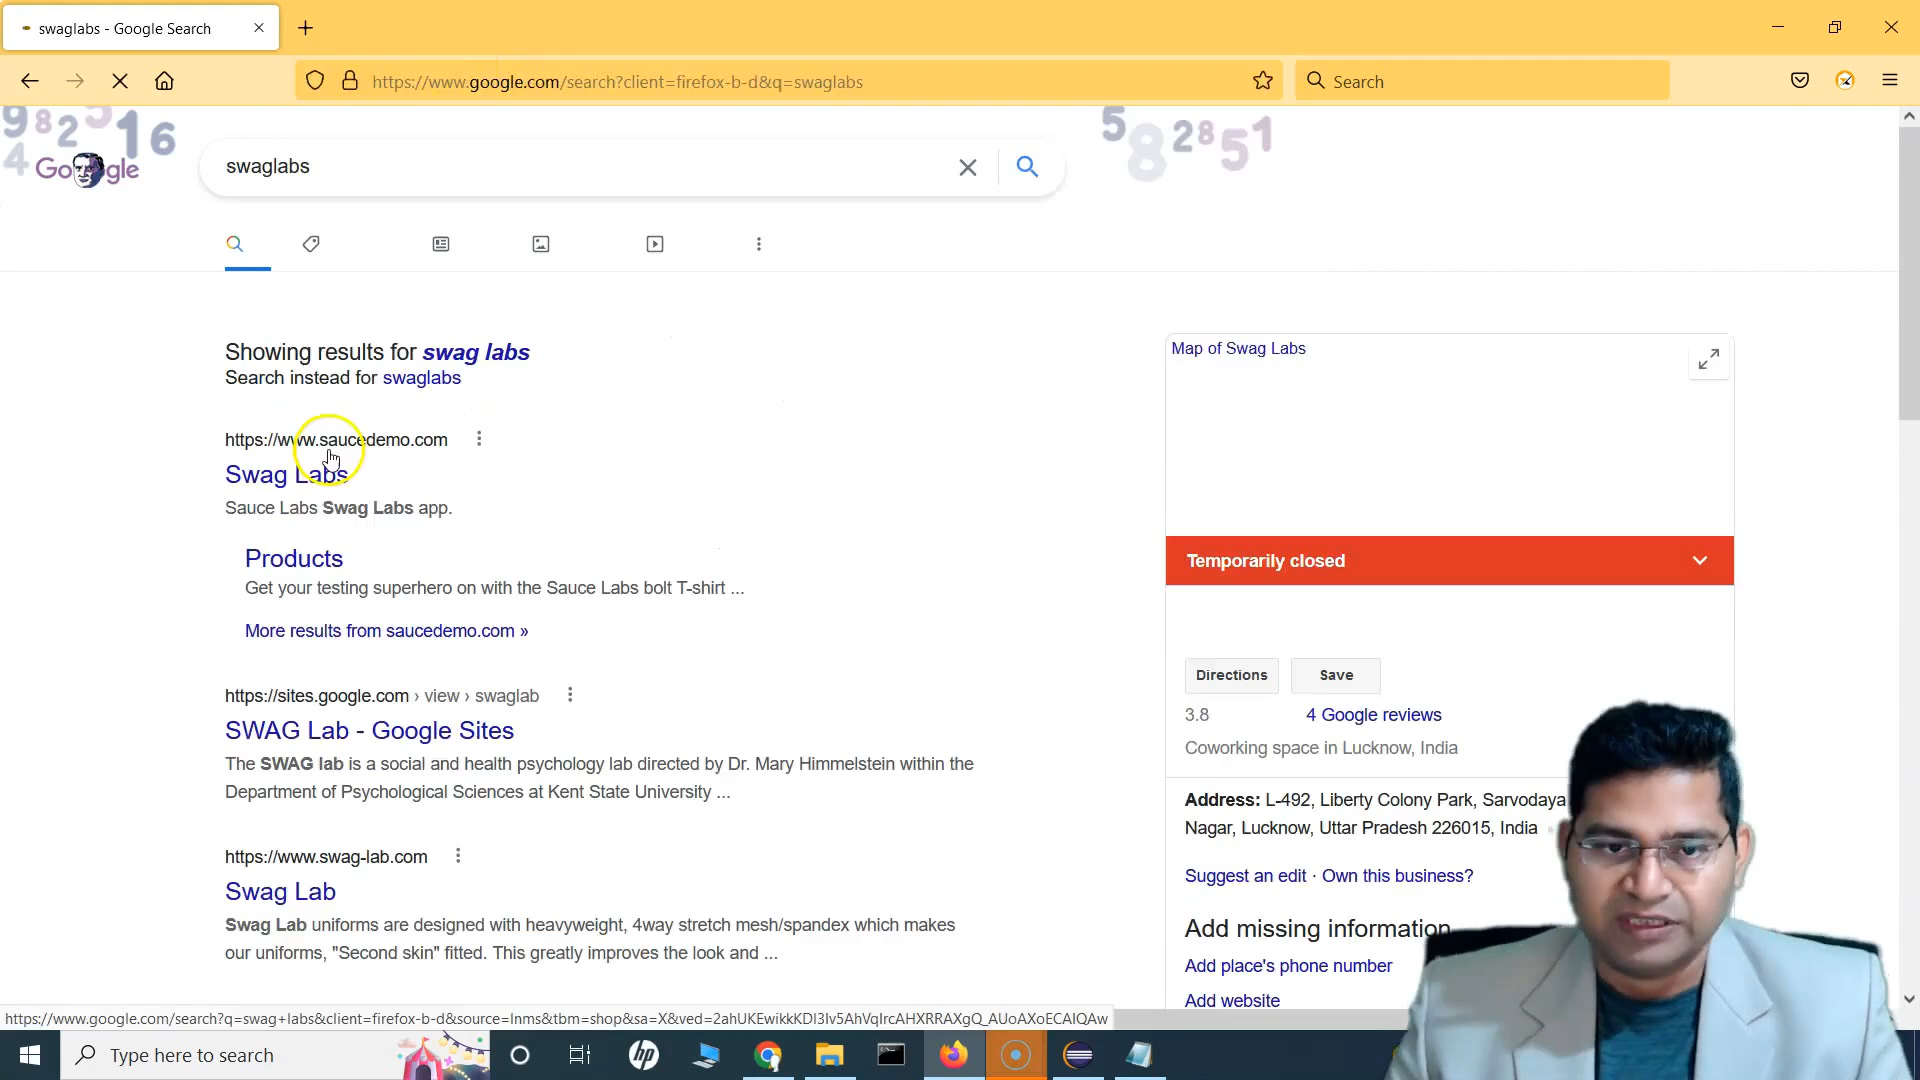 swaglabs - Google Search
https://www.google.com/search?client=firefox-b-d&q=swaglabs
Search
Google
swaglabs
Showing results for swag labs
Search instead for swaglabs
https://www.saucedemo.com
Swag Labs
Sauce Labs Swag Labs app.
Products
Get your testing superhero on with the Sauce Labs bolt T-shirt ...
More results from saucedemo.com »
https://sites.google.com › view › swaglab
SWAG Lab - Google Sites
The SWAG lab is a social and health psychology lab directed by Dr. Mary Himmelstein within the
Department of Psychological Sciences at Kent State University ...
https://www.swag-lab.com
Swag Lab
Swag Lab uniforms are designed with heavyweight, 4way stretch mesh/spandex which makes
our uniforms, "Second skin" fitted. This greatly improves the look and ...
Map of Swag Labs
Temporarily closed
Directions
Save
3.8
4 Google reviews
Coworking space in Lucknow, India
Address: L-492, Liberty Colony Park, Sarvodaya
Nagar, Lucknow, Uttar Pradesh 226015, India
Suggest an edit · Own this business?
Add missing information
Add place's phone number
Add website
https://www.google.com/search?q=swag+labs&client=firefox-b-d&source=lnms&tbm=shop&sa=X&ved=2ahUKEwikkKDI3Iv5AhVqIrcAHXRRAXgQ_AUoAXoECAIQAw
Type here to search
hp